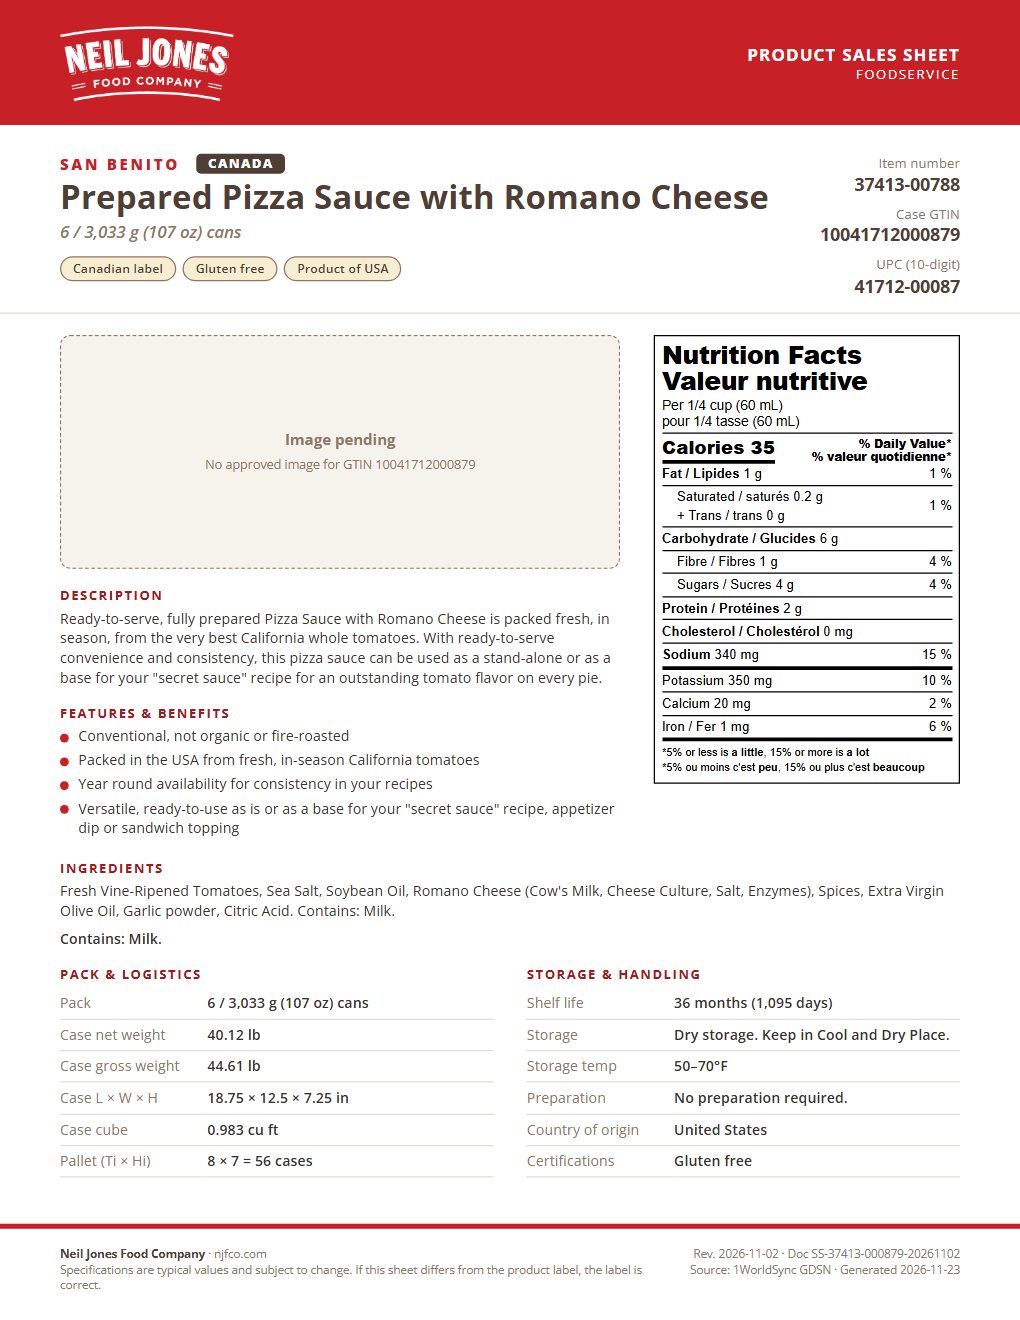 NEIL JONES
FOOD COMPANY
PRODUCT SALES SHEET
FOODSERVICE
SAN BENITO CANADA
Prepared Pizza Sauce with Romano Cheese
6 / 3,033 g (107 oz) cans
Canadian label Gluten free Product of USA
Item number
37413-00788
Case GTIN
10041712000879
UPC (10-digit)
41712-00087
Image pending
No approved image for GTIN 10041712000879
DESCRIPTION
Ready-to-serve, fully prepared Pizza Sauce with Romano Cheese is packed fresh, in
season, from the very best California whole tomatoes. With ready-to-serve
convenience and consistency, this pizza sauce can be used as a stand-alone or as a
base for your "secret sauce" recipe for an outstanding tomato flavor on every pie.
FEATURES & BENEFITS
Conventional, not organic or fire-roasted
Packed in the USA from fresh, in-season California tomatoes
Year round availability for consistency in your recipes
Versatile, ready-to-use as is or as a base for your "secret sauce" recipe, appetizer
dip or sandwich topping
Nutrition Facts
Valeur nutritive
Per 1/4 cup (60 mL)
pour 1/4 tasse (60 mL)
Calories 35
% Daily Value*
% valeur quotidienne*
Fat / Lipides 1 g 1 %
Saturated / saturés 0.2 g
+ Trans / trans 0 g 1 %
Carbohydrate / Glucides 6 g
Fibre / Fibres 1 g 4 %
Sugars / Sucres 4 g 4 %
Protein / Protéines 2 g
Cholesterol / Cholestérol 0 mg
Sodium 340 mg 15 %
Potassium 350 mg 10 %
Calcium 20 mg 2 %
Iron / Fer 1 mg 6 %
*5% or less is a little, 15% or more is a lot
*5% ou moins c'est peu, 15% ou plus c'est beaucoup
INGREDIENTS
Fresh Vine-Ripened Tomatoes, Sea Salt, Soybean Oil, Romano Cheese (Cow's Milk, Cheese Culture, Salt, Enzymes), Spices, Extra Virgin
Olive Oil, Garlic powder, Citric Acid. Contains: Milk.
Contains: Milk.
PACK & LOGISTICS
Pack 6 / 3,033 g (107 oz) cans
Case net weight 40.12 lb
Case gross weight 44.61 lb
Case L × W × H 18.75 × 12.5 × 7.25 in
Case cube 0.983 cu ft
Pallet (Ti × Hi) 8 × 7 = 56 cases
STORAGE & HANDLING
Shelf life 36 months (1,095 days)
Storage Dry storage. Keep in Cool and Dry Place.
Storage temp 50–70°F
Preparation No preparation required.
Country of origin United States
Certifications Gluten free
Neil Jones Food Company · njfco.com
Specifications are typical values and subject to change. If this sheet differs from the product label, the label is
correct.
Rev. 2026-11-02 · Doc SS-37413-000879-20261102
Source: 1WorldSync GDSN · Generated 2026-11-23